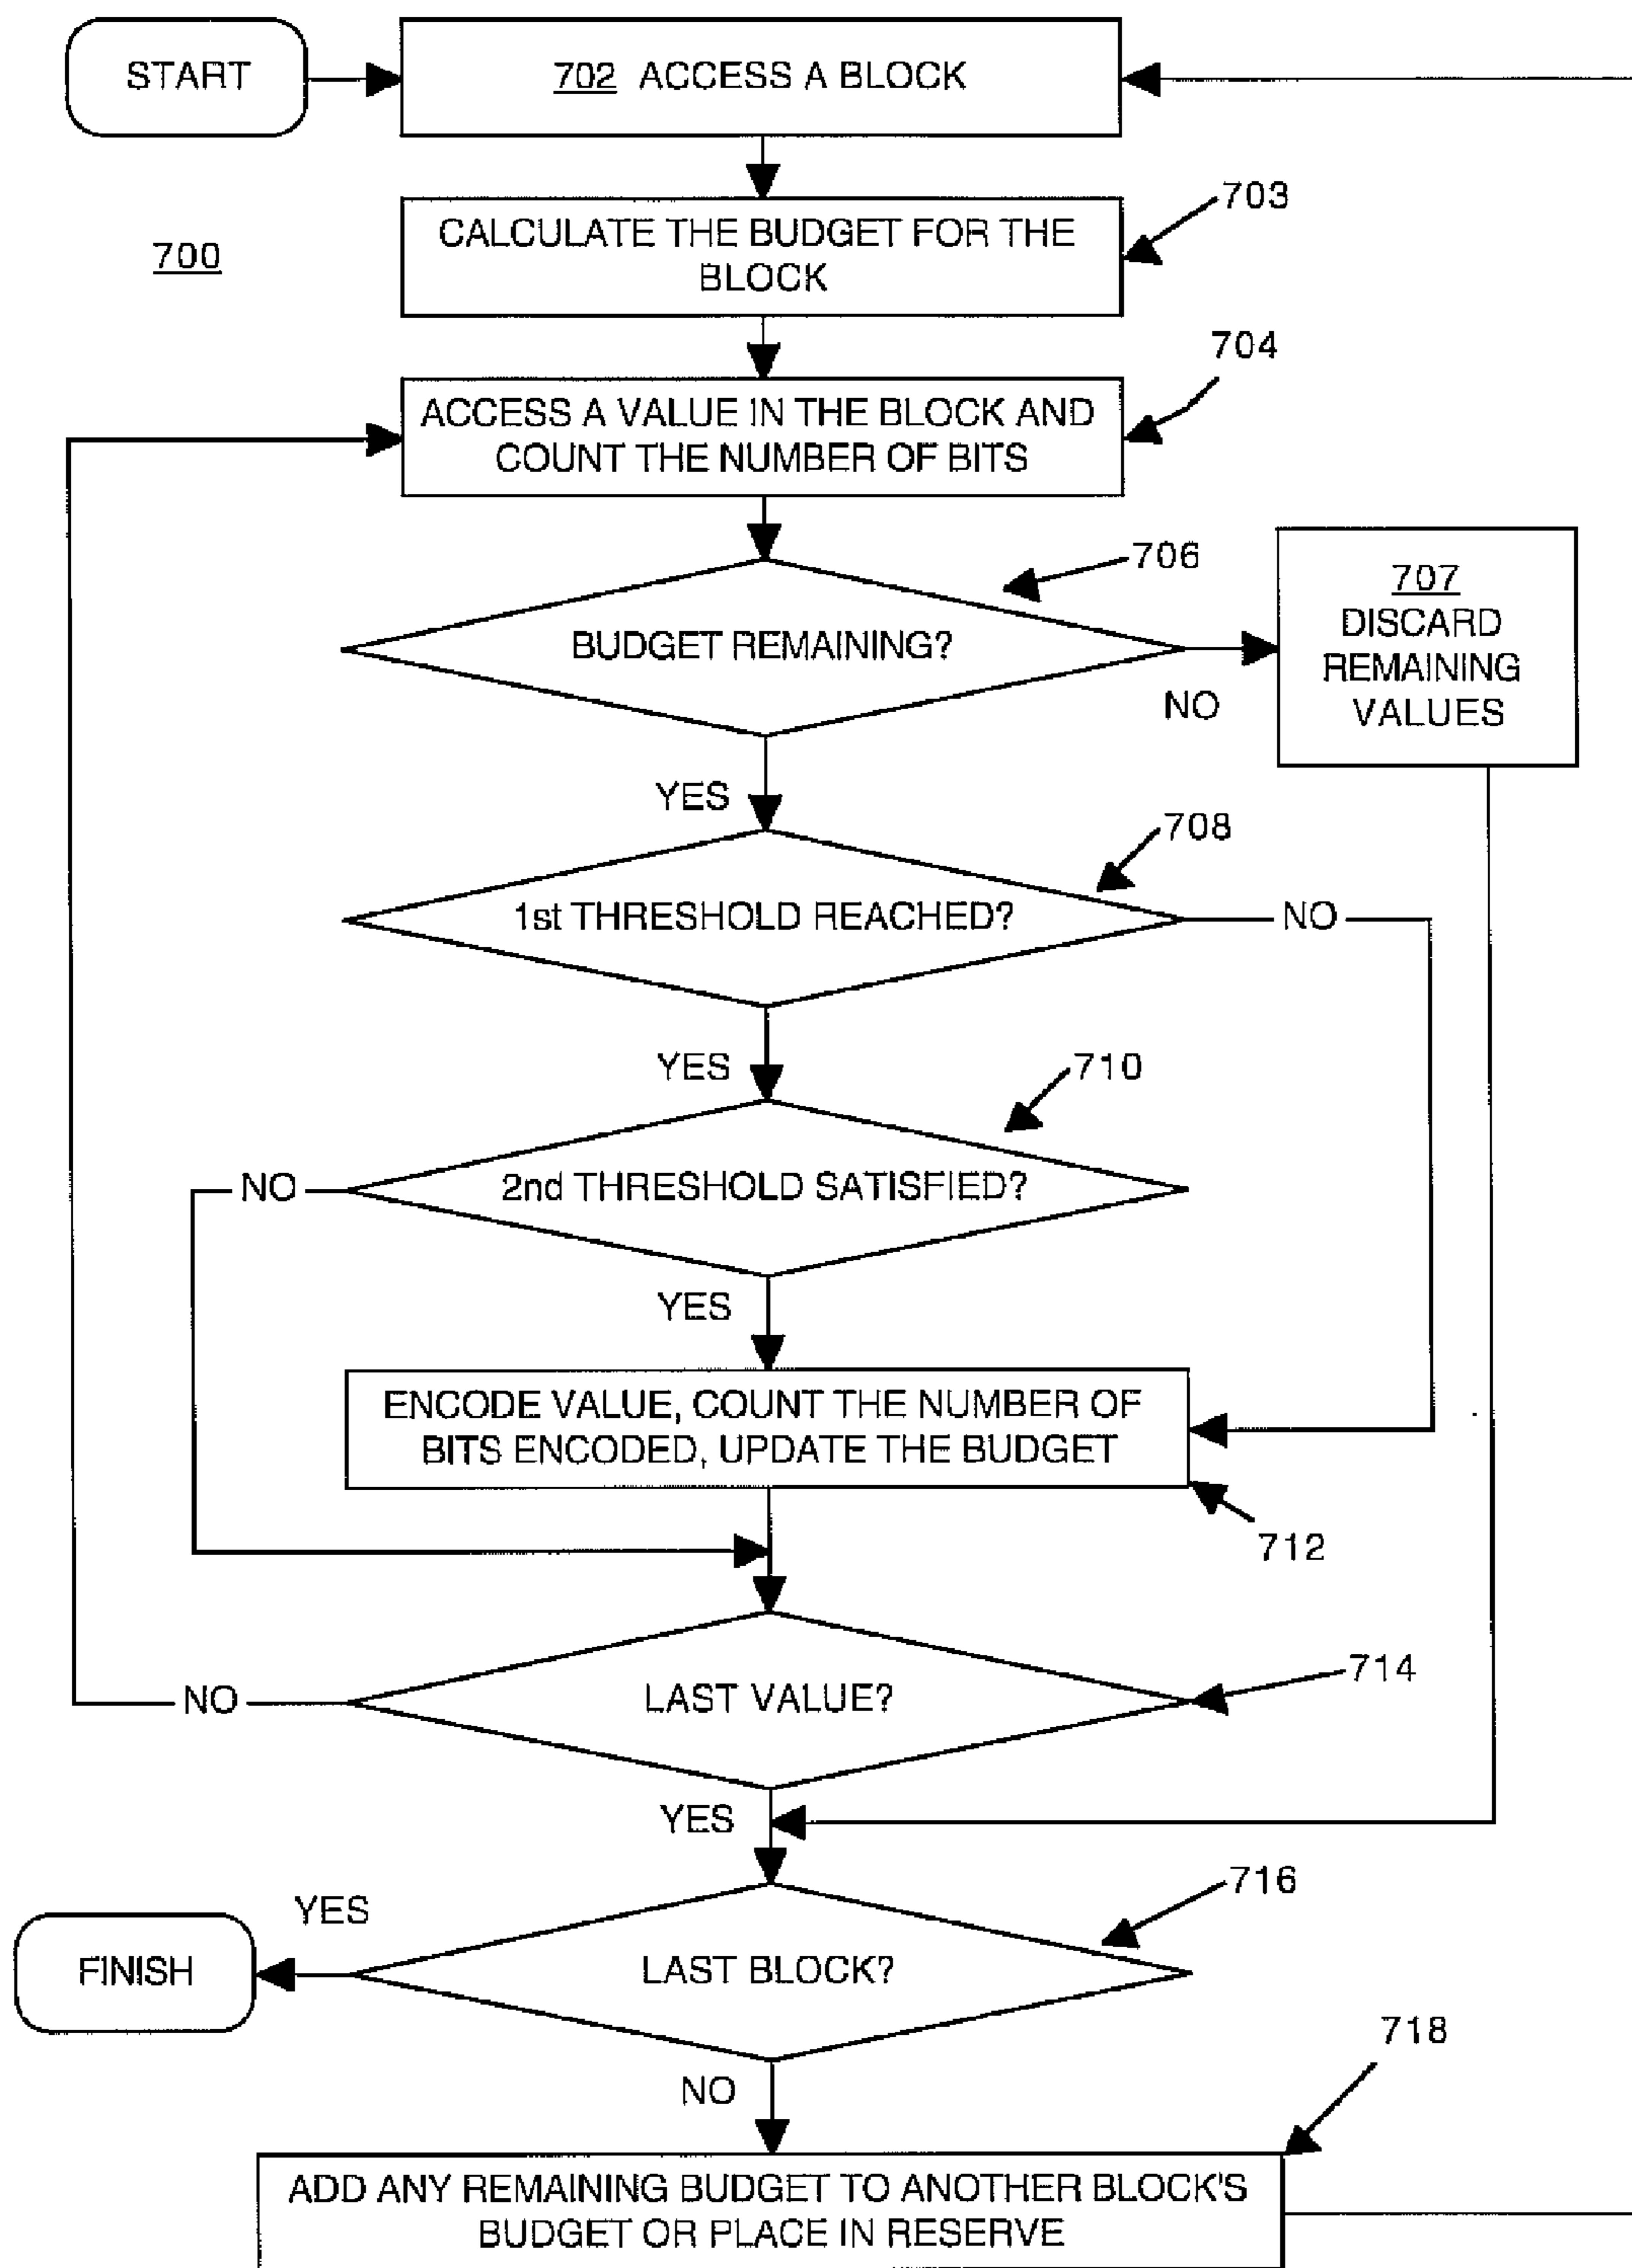 START
702 ACCESS A BLOCK
703
CALCULATE THE BUDGET FOR THE
BLOCK
700
704
ACCESS A VALUE IN THE BLOCK AND
COUNT THE NUMBER OF BITS
706
BUDGET REMAINING?
NO
707
DISCARD
REMAINING
VALUES
YES
708
1st THRESHOLD REACHED?
NO
YES
710
2nd THRESHOLD SATISFIED?
NO
YES
ENCODE VALUE, COUNT THE NUMBER OF
BITS ENCODED, UPDATE THE BUDGET
712
714
LAST VALUE?
NO
YES
716
YES
LAST BLOCK?
FINISH
718
NO
ADD ANY REMAINING BUDGET TO ANOTHER BLOCK'S
BUDGET OR PLACE IN RESERVE